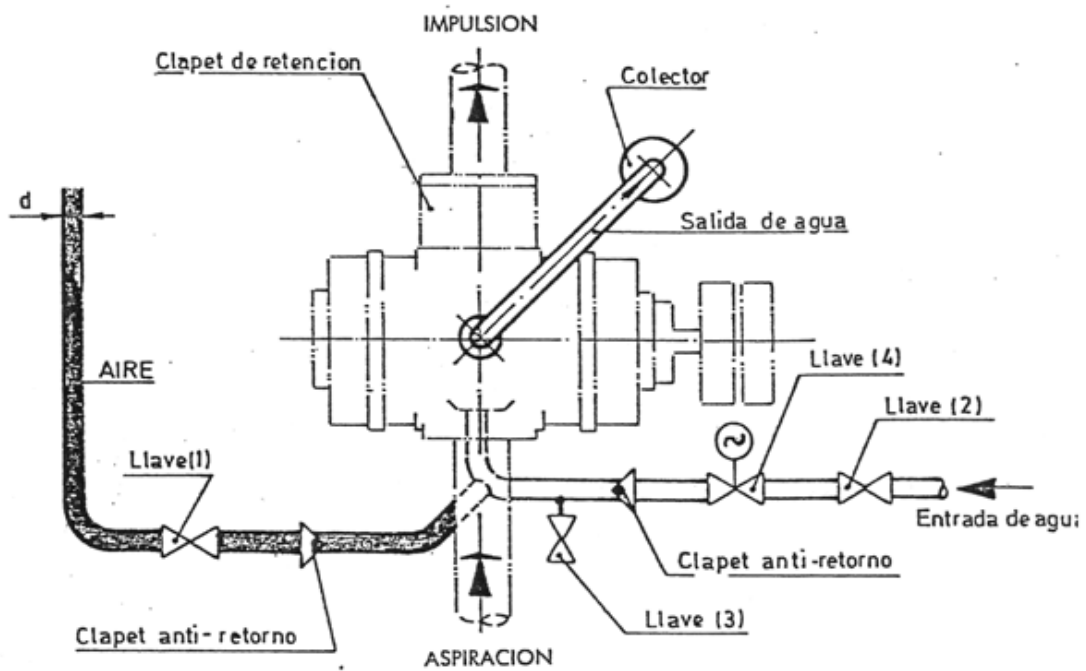 IMPULSION
Clapet de retencion
Colector
d
Salida de agua
AIRE
Llave (4)
Llave(1)
Llave (2)
Entrada de agua
Clapet anti-retorno
Clapet anti-retorno
Llave (3)
ASPIRACION